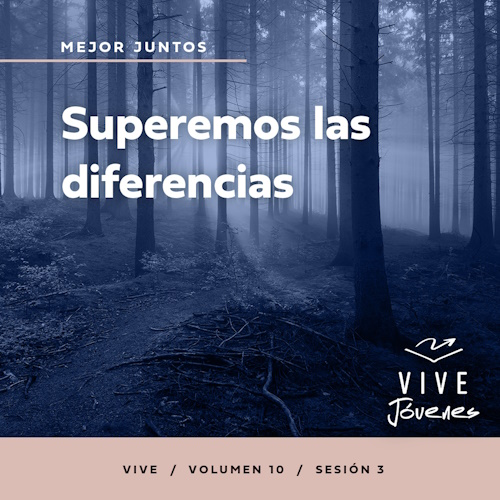 MEJOR JUNTOS
Superemos las
diferencias
VIVE
Jóvenes
VIVE / VOLUMEN 10 / SESIÓN 3